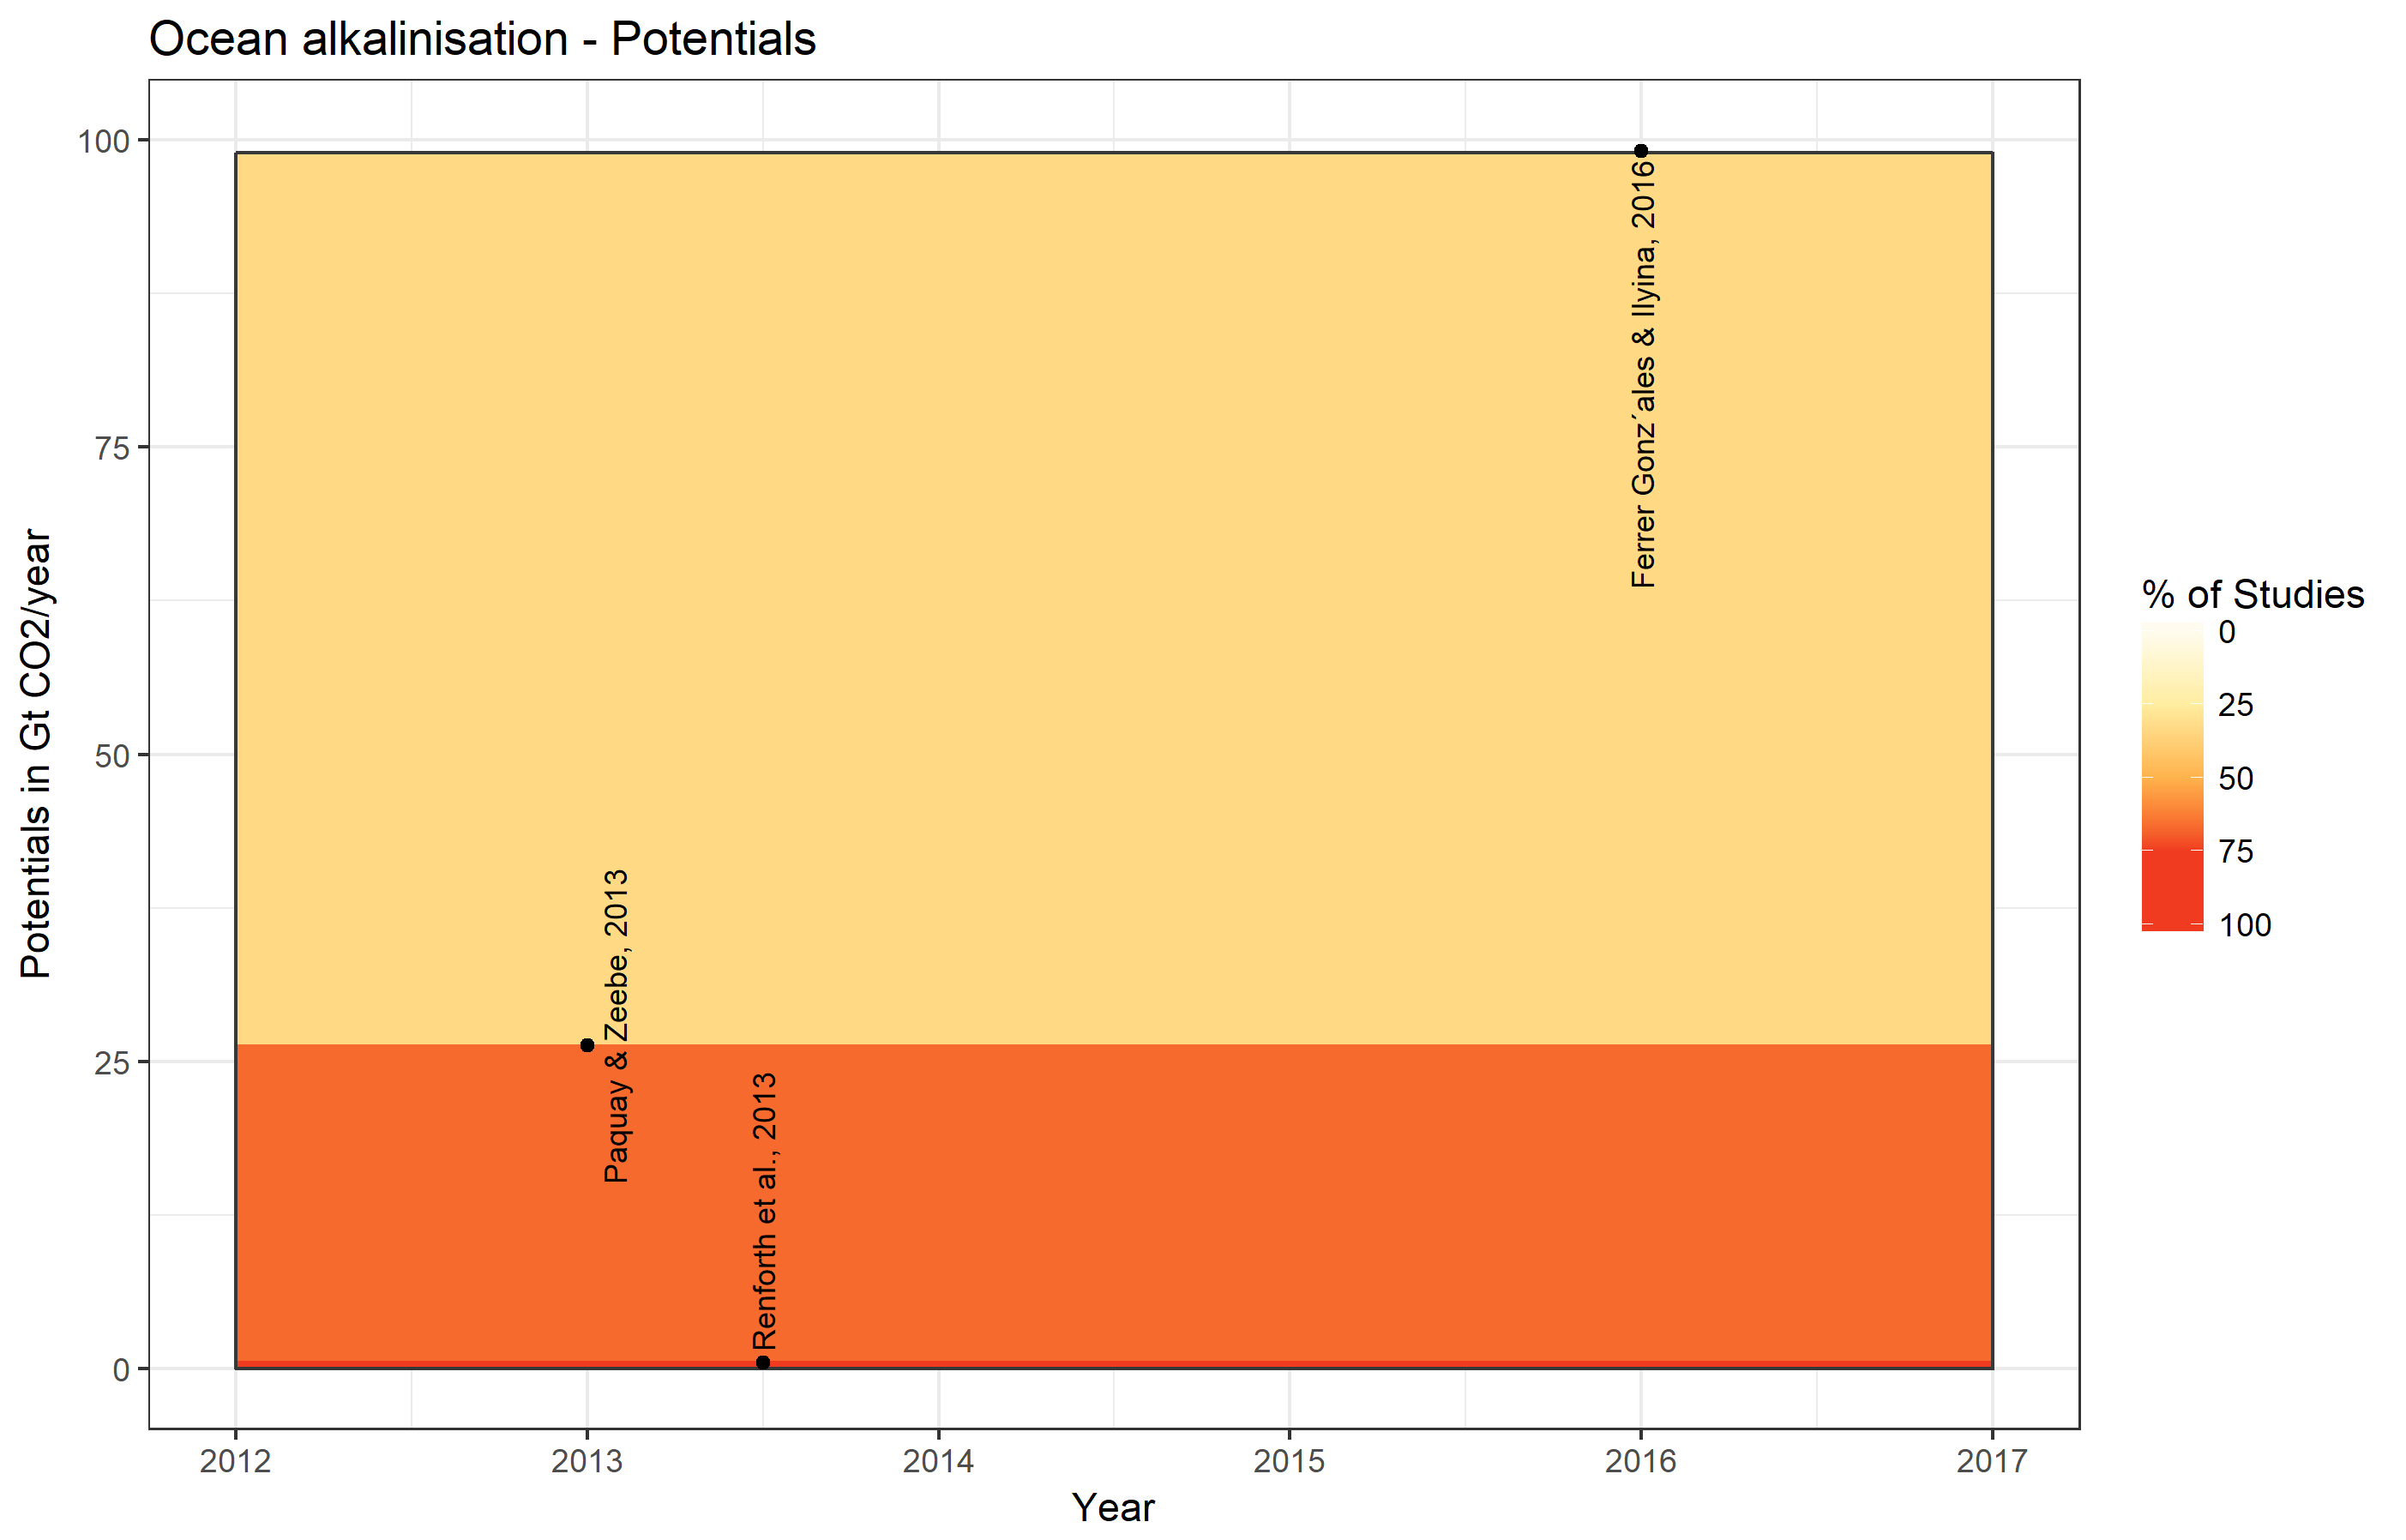 Ocean alkalinisation - Potentials
Potentials in Gt CO2/year
100
75
50
25
0
Ferrer Gonz´ales & Ilyina, 2016
Paquay & Zeebe, 2013
Renforth et al., 2013
2012
2013
2014
2015
2016
2017
Year
% of Studies
0
25
50
75
100